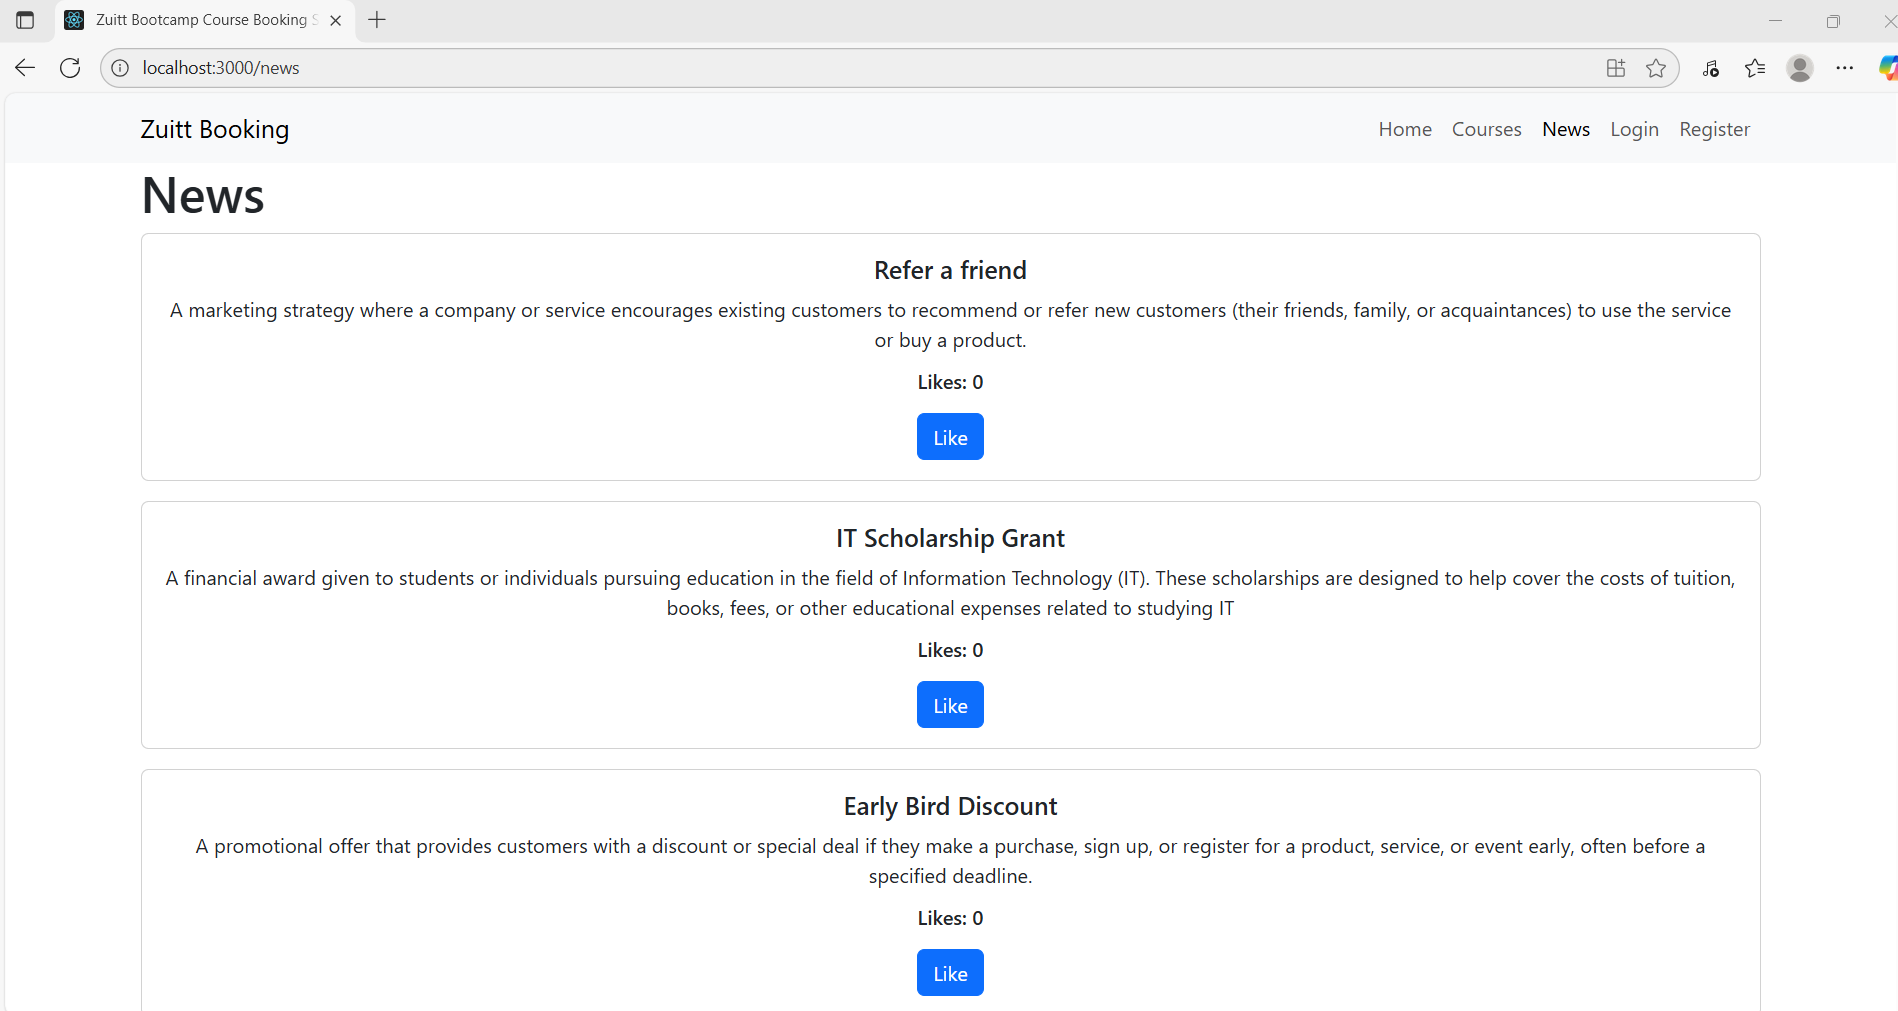 Zuitt Bootcamp Course Booking
localhost:3000/news
Zuitt Booking
Home Courses News Login Register
News
Refer a friend
A marketing strategy where a company or service encourages existing customers to recommend or refer new customers (their friends, family, or acquaintances) to use the service
or buy a product.
Likes: 0
Like
IT Scholarship Grant
A financial award given to students or individuals pursuing education in the field of Information Technology (IT). These scholarships are designed to help cover the costs of tuition,
books, fees, or other educational expenses related to studying IT
Likes: 0
Like
Early Bird Discount
A promotional offer that provides customers with a discount or special deal if they make a purchase, sign up, or register for a product, service, or event early, often before a
specified deadline.
Likes: 0
Like